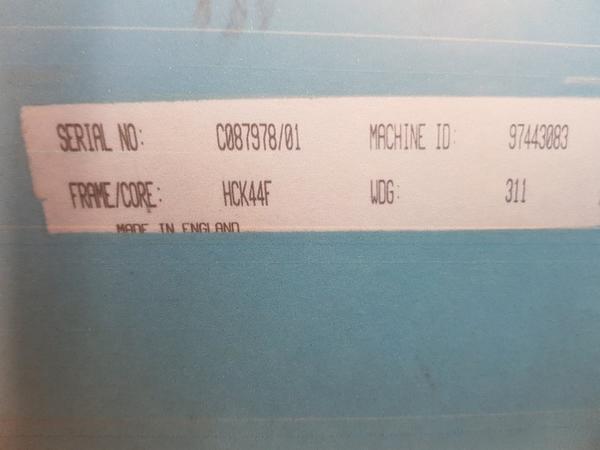 SERIAL NO: C087978/01 MACHINE ID: 97443083
FRAME/CORE: HCK44F WDG: 311
MADE IN ENGLAND